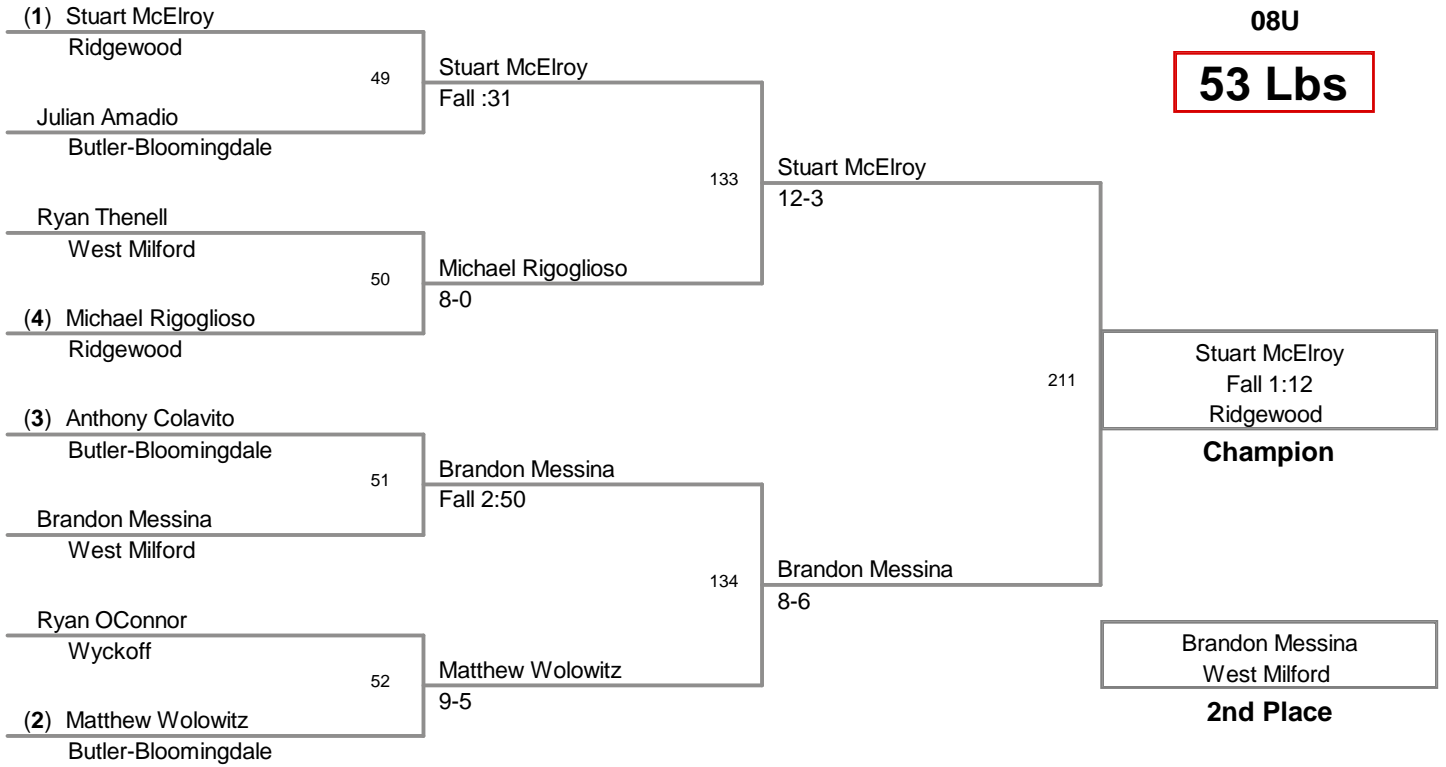 08U
53 Lbs
(1) Stuart McElroy
Ridgewood
49
Julian Amadio
Butler-Bloomingdale
Stuart McElroy
Fall :31
Ryan Thenell
West Milford
50
(4) Michael Rigoglioso
Ridgewood
Michael Rigoglioso
8-0
133
Stuart McElroy
12-3
(3) Anthony Colavito
Butler-Bloomingdale
51
Brandon Messina
West Milford
Brandon Messina
Fall 2:50
Ryan OConnor
Wyckoff
52
(2) Matthew Wolowitz
Butler-Bloomingdale
Matthew Wolowitz
9-5
134
Brandon Messina
8-6
211
Stuart McElroy
Fall 1:12
Ridgewood
Champion
Brandon Messina
West Milford
2nd Place